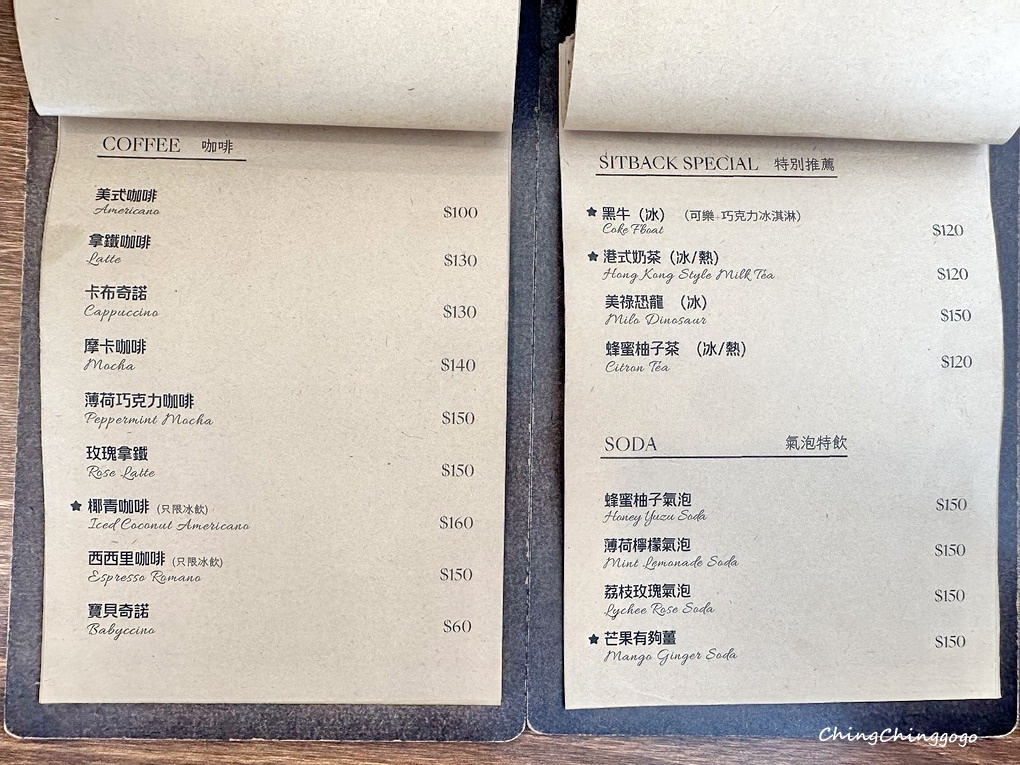 COFFEE 咖啡
美式咖啡
Americano $100
拿鐵咖啡
Latte $130
卡布奇諾
Cappuccino $130
摩卡咖啡
Mocha $140
薄荷巧克力咖啡
Peppermint Mocha $150
玫瑰拿鐵
Rose Latte $150
★ 椰青咖啡 (只限冰飲)
Iced Coconut Americano $160
西西里咖啡 (只限冰飲)
Espresso Romano $150
寶貝奇諾
Babyccino $60
SITBACK SPECIAL 特別推薦
★ 黑牛（冰）（可樂+巧克力冰淇淋）
Coke Float $120
★ 港式奶茶（冰/熱）
Hong Kong Style Milk Tea $120
美祿恐龍（冰）
Milo Dinosaur $150
蜂蜜柚子茶（冰/熱）
Citron Tea $120
SODA 氣泡特飲
蜂蜜柚子氣泡
Honey Yuzu Soda $150
薄荷檸檬氣泡
Mint Lemonade Soda $150
荔枝玫瑰氣泡
Lychee Rose Soda $150
★ 芒果有夠薑
Mango Ginger Soda $150
ChingChinggogo